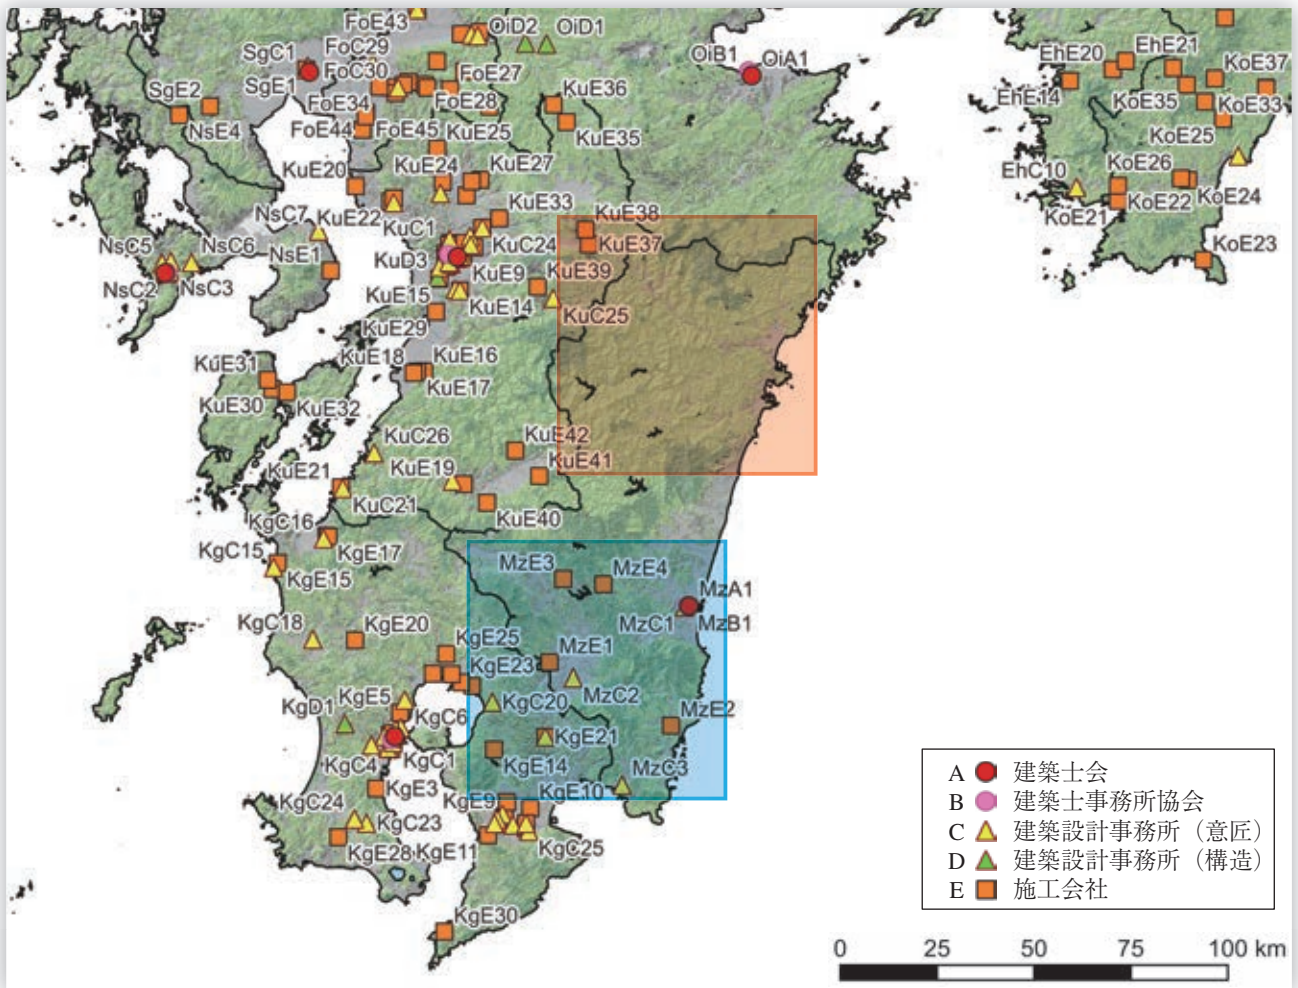 FoE43
OiD2
OiD1
SgC1
FoC29
OiB1
OiA1
EhE20
EhE21
KoE37
SgE1
FoC30
FoE27
SgE2
KuE36
EhE14
KoE35
KoE33
FoE34
FoE28
NsE4
FoE44
FoE45
KuE25
KuE35
KoE25
KuE20
KuE24
KuE27
KoE26
EhC10
KoE24
KoE21
KoE22
NsC7
KuE22
KuC1
KuE33
KuE38
NsC5
NsC6
KuC24
KuE37
KoE23
NsE1
KuD3
KuE9
KuE39
NsC2
NsC3
KuE15
KuE14
KuC25
KuE29
KuE31
KuE18
KuE16
KuE17
KuE30
KuE32
KuC26
KuE42
KuE21
KuE19
KuE41
KuC21
KgC16
KuE40
KgC15
KgE17
KgE15
MzE3
MzE4
MzA1
KgC18
KgE20
MzC1
MzB1
KgE25
KgE23
MzE1
MzC2
KgD1
KgE5
KgC6
KgC20
MzE2
KgE21
KgC4
KgC1
KgE14
MzC3
KgE3
KgE9
KgE10
KgC24
KgC23
KgE28
KgE11
KgC25
KgE30
A 建築士会
B 建築士事務所協会
C 建築設計事務所（意匠）
D 建築設計事務所（構造）
E 施工会社
0 25 50 75 100 km